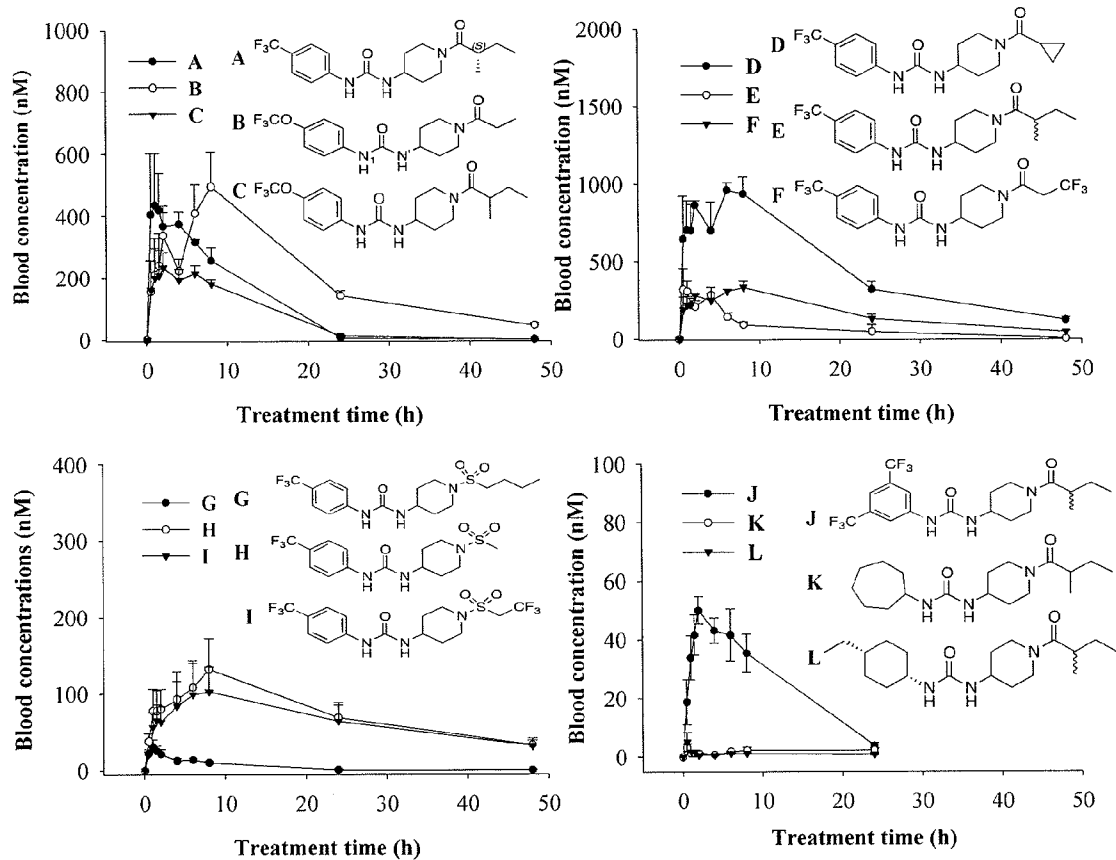 Blood concentration (nM)
1000
800
600
400
200
0
A
B
C
A
B
C
F3C
O
N
H
N
H
N
O
(S)
F3CO
O
N
H
1
N
H
N
O
F3CO
O
N
H
N
H
N
O
0 10 20 30 40 50
Treatment time (h)
Blood concentration (nM)
2000
1500
1000
500
0
D
E
F
D
E
F
F3C
O
N
H
N
H
N
O
F3C
O
N
H
N
H
N
O
F3C
O
N
H
N
H
N
O
CF3
0 10 20 30 40 50
Treatment time (h)
Blood concentrations (nM)
400
300
200
100
0
G
H
I
G
H
I
F3C
O
N
H
N
H
N
S
O
O
F3C
O
N
H
N
H
N
S
O
O
F3C
O
N
H
N
H
N
S
O
O
CF3
0 10 20 30 40 50
Treatment time (h)
Blood concentration (nM)
100
80
60
40
20
0
J
K
L
J
K
L
CF3
F3C
O
N
H
N
H
N
O
O
N
H
N
H
N
O
O
N
H
N
H
N
O
0 10 20 30 40 50
Treatment time (h)